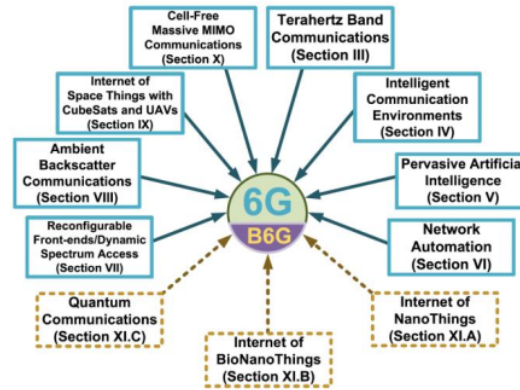 Cell-Free
Massive MIMO
Communications
(Section X)
Terahertz Band
Communications
(Section III)
Internet of
Space Things with
CubeSats and UAVs
(Section IX)
Intelligent
Communication
Environments
(Section IV)
Ambient
Backscatter
Communications
(Section VIII)
Pervasive Artificial
Intelligence
(Section V)
6G
B6G
Reconfigurable
Front-ends/Dynamic
Spectrum Access
(Section VII)
Network
Automation
(Section VI)
Quantum
Communications
(Section XI.C)
Internet of
BioNanoThings
(Section XI.B)
Internet of
NanoThings
(Section XI.A)